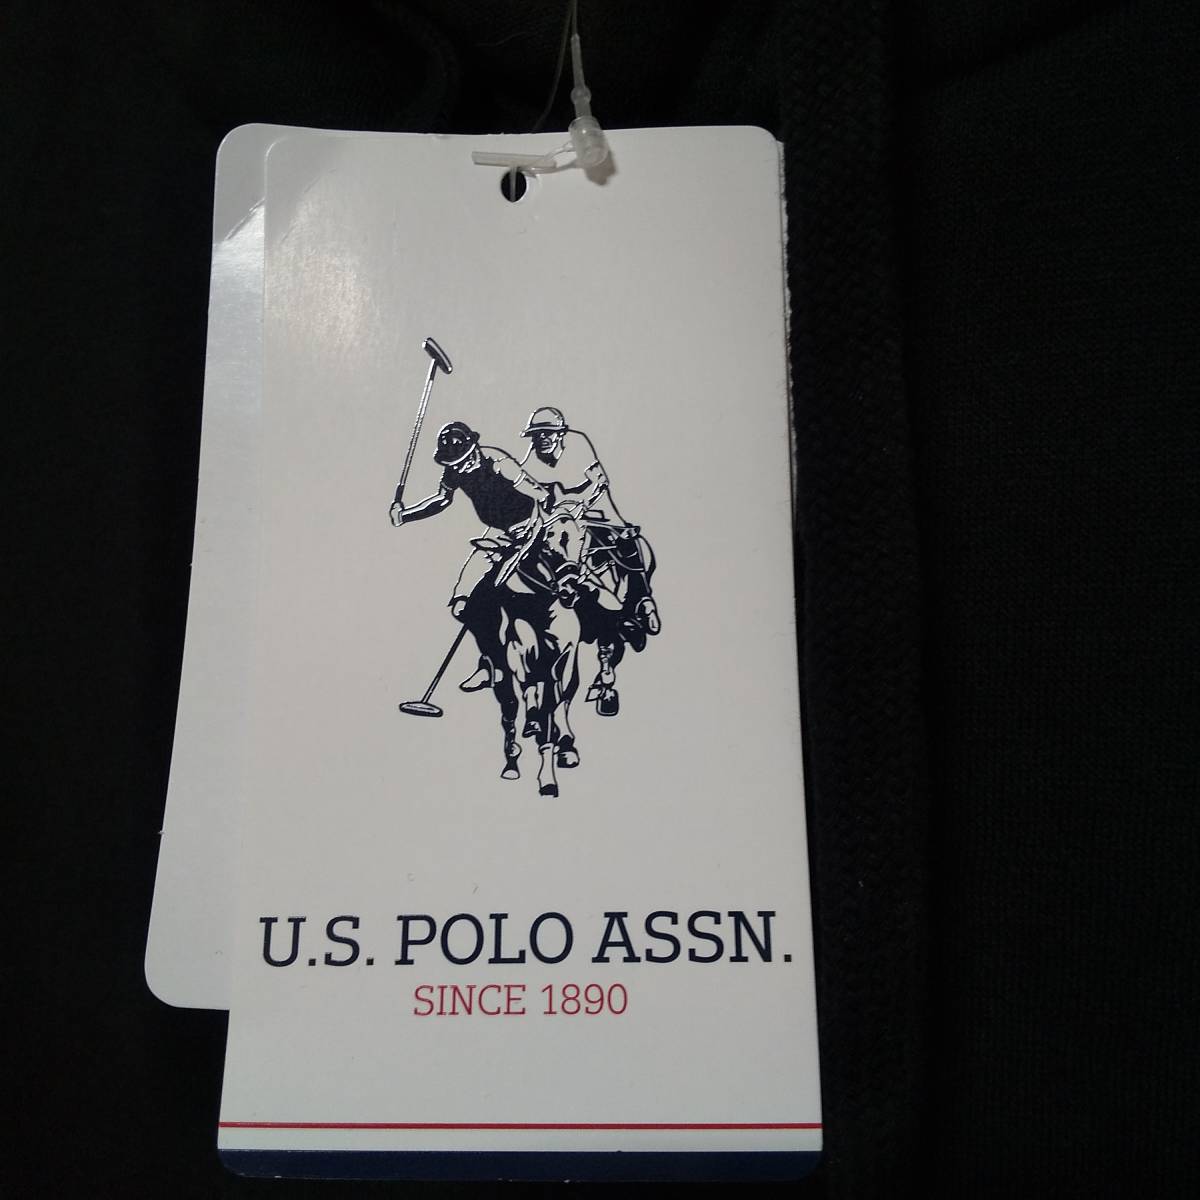 U.S. POLO ASSN.
SINCE 1890